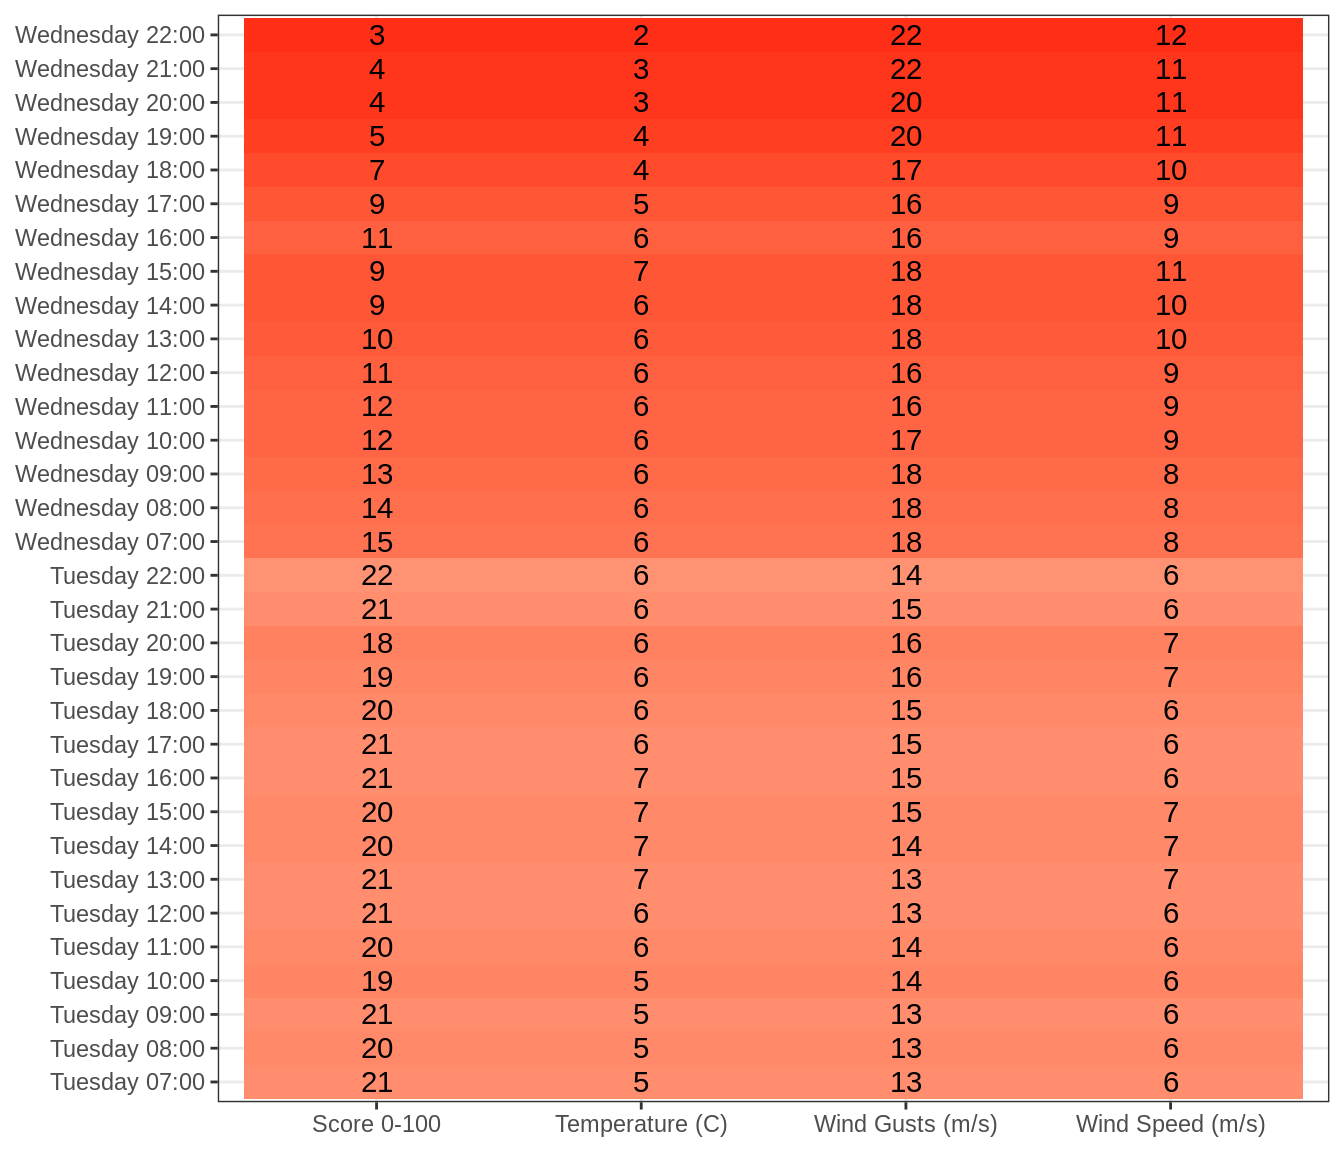 Wednesday 22:00 3 2 22 12
Wednesday 21:00 4 3 22 11
Wednesday 20:00 4 3 20 11
Wednesday 19:00 5 4 20 11
Wednesday 18:00 7 4 17 10
Wednesday 17:00 9 5 16 9
Wednesday 16:00 11 6 16 9
Wednesday 15:00 9 7 18 11
Wednesday 14:00 9 6 18 10
Wednesday 13:00 10 6 18 10
Wednesday 12:00 11 6 16 9
Wednesday 11:00 12 6 16 9
Wednesday 10:00 12 6 17 9
Wednesday 09:00 13 6 18 8
Wednesday 08:00 14 6 18 8
Wednesday 07:00 15 6 18 8
Tuesday 22:00 22 6 14 6
Tuesday 21:00 21 6 15 6
Tuesday 20:00 18 6 16 7
Tuesday 19:00 19 6 16 7
Tuesday 18:00 20 6 15 6
Tuesday 17:00 21 6 15 6
Tuesday 16:00 21 7 15 6
Tuesday 15:00 20 7 15 7
Tuesday 14:00 20 7 14 7
Tuesday 13:00 21 7 13 7
Tuesday 12:00 21 6 13 6
Tuesday 11:00 20 6 14 6
Tuesday 10:00 19 5 14 6
Tuesday 09:00 21 5 13 6
Tuesday 08:00 20 5 13 6
Tuesday 07:00 21 5 13 6
Score 0-100 Temperature (C) Wind Gusts (m/s) Wind Speed (m/s)